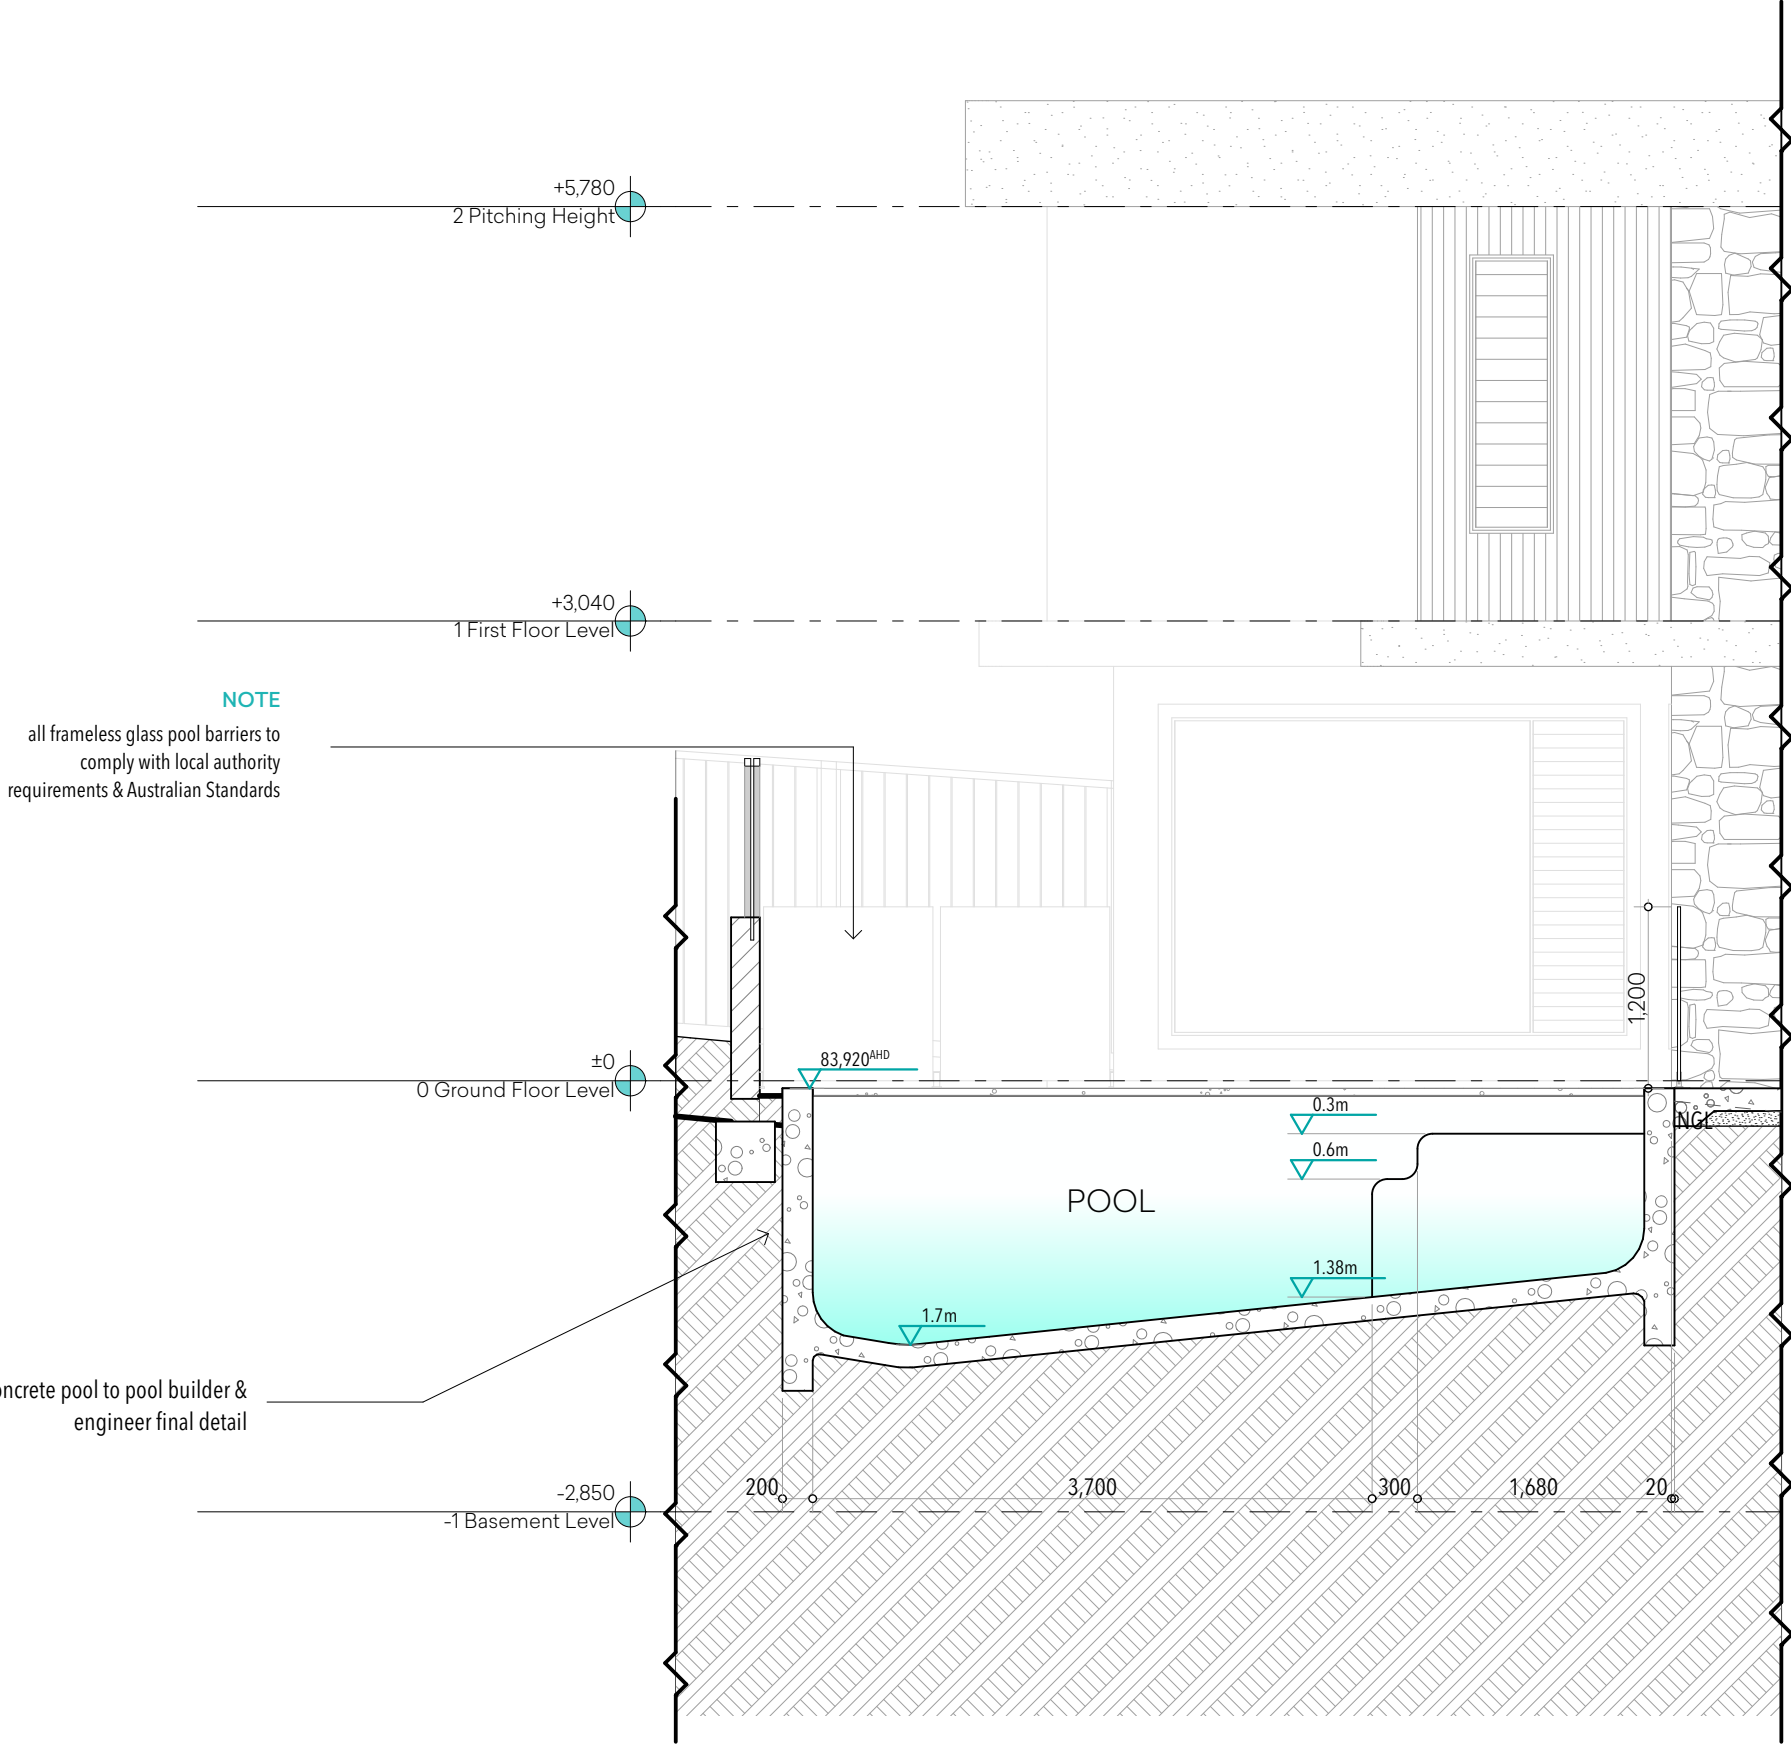 +5,780
2 Pitching Height
+3,040
1 First Floor Level
NOTE
all frameless glass pool barriers to
comply with local authority
requirements & Australian Standards
1,200
±0
0 Ground Floor Level
83,920AHD
0.3m
NGL
0.6m
POOL
1.38m
1.7m
pool to pool builder &
engineer final detail
-2,850
-1 Basement Level
200
3,700
300
1,680
20